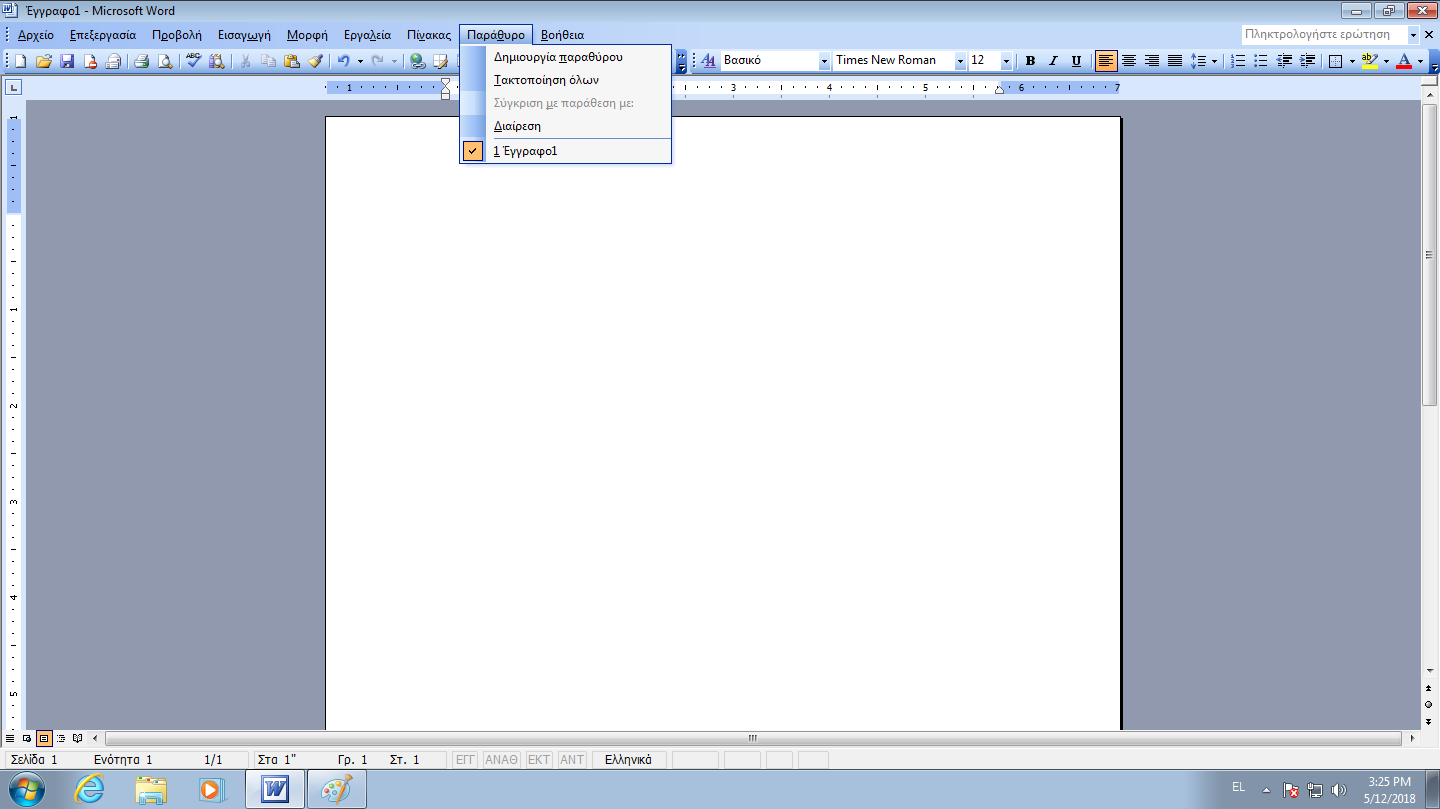 Έγγραφο1 - Microsoft Word
Αρχείο Επεξεργασία Προβολή Εισαγωγή Μορφή Εργαλεία Πίνακας Παράθυρο Βοήθεια Πληκτρολογήστε ερώτηση
Βασικό Times New Roman 12 B I U
Δημιουργία παραθύρου
Τακτοποίηση όλων
Σύγκριση με παράθεση με:
Διαίρεση
1 Έγγραφο1
1 3 4 5 6 7
1
1
2
3
4
5
Σελίδα 1 Ενότητα 1 1/1 Στα 1" Γρ. 1 Στ. 1 ΕΓΓ ΑΝΑΘ ΕΚΤ ΑΝΤ Ελληνικά
EL 3:25 PM
5/12/2018